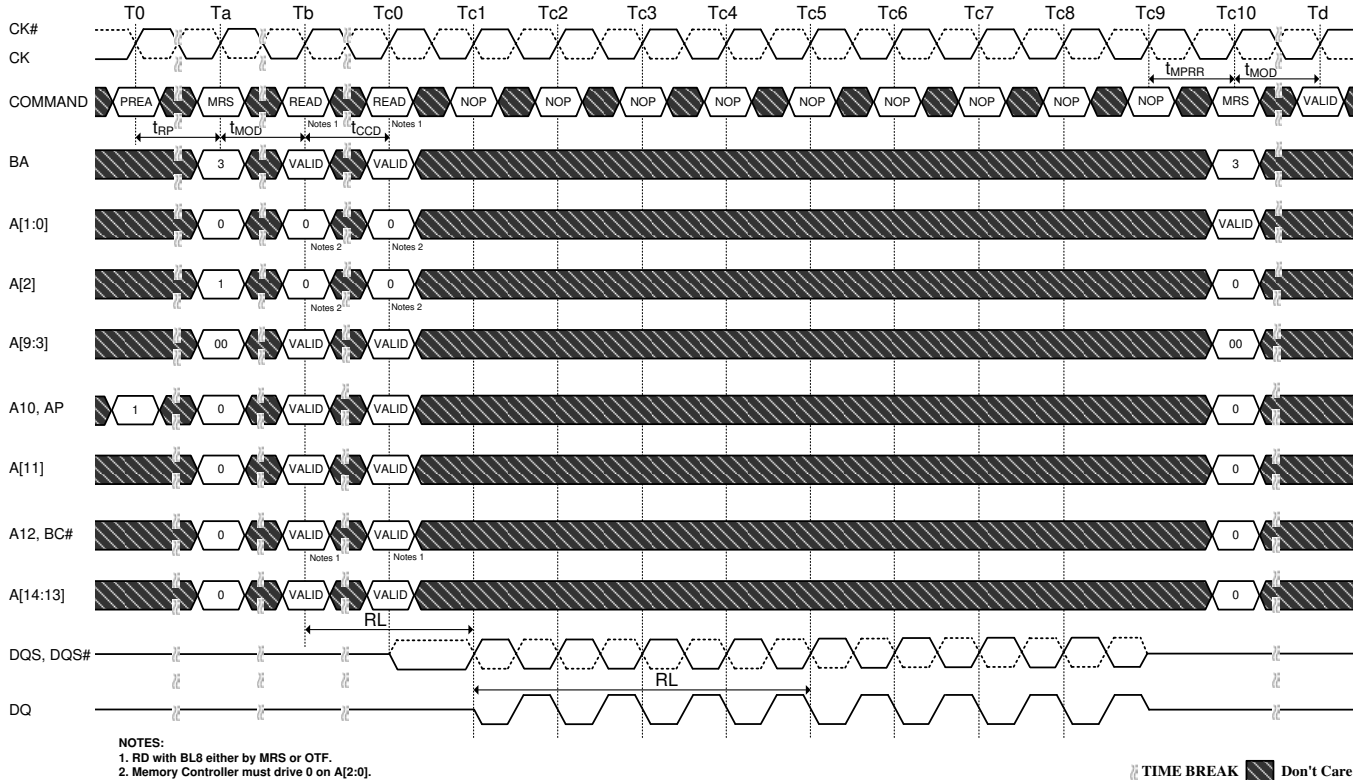 T0 Ta Tb Tc0 Tc1 Tc2 Tc3 Tc4 Tc5 Tc6 Tc7 Tc8 Tc9 Tc10 Td
CK#
CK
tMPRR tMOD
COMMAND PREA MRS READ READ NOP NOP NOP NOP NOP NOP NOP NOP NOP MRS VALID
Notes 1 Notes 1
tRP tMOD tCCD
BA 3 VALID VALID 3
A[1:0] 0 0 0 VALID
Notes 2 Notes 2
A[2] 1 0 0 0
Notes 2 Notes 2
A[9:3] 00 VALID VALID 00
A10, AP 1 0 VALID VALID 0
A[11] 0 VALID VALID 0
A12, BC# 0 VALID VALID 0
Notes 1 Notes 1
A[14:13] 0 VALID VALID 0
RL
DQS, DQS#
RL
DQ
NOTES:
1. RD with BL8 either by MRS or OTF.
2. Memory Controller must drive 0 on A[2:0].
TIME BREAK Don't Care